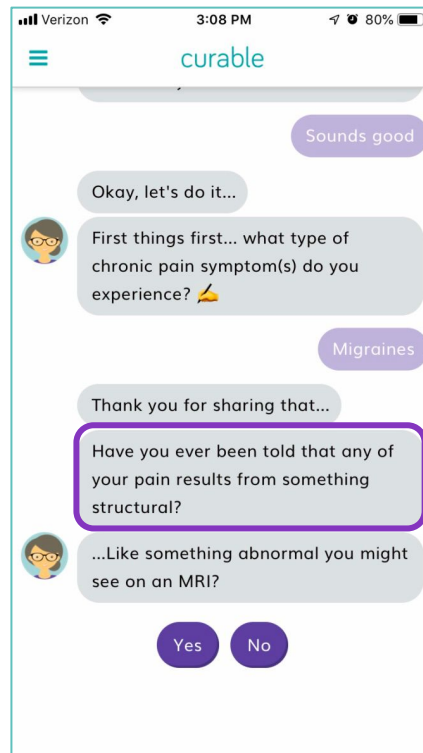 Verizon 3:08 PM 80%
curable
Sounds good
Okay, let's do it...
First things first... what type of
chronic pain symptom(s) do you
experience? ✍️
Migraines
Thank you for sharing that...
Have you ever been told that any of
your pain results from something
structural?
...Like something abnormal you might
see on an MRI?
Yes No